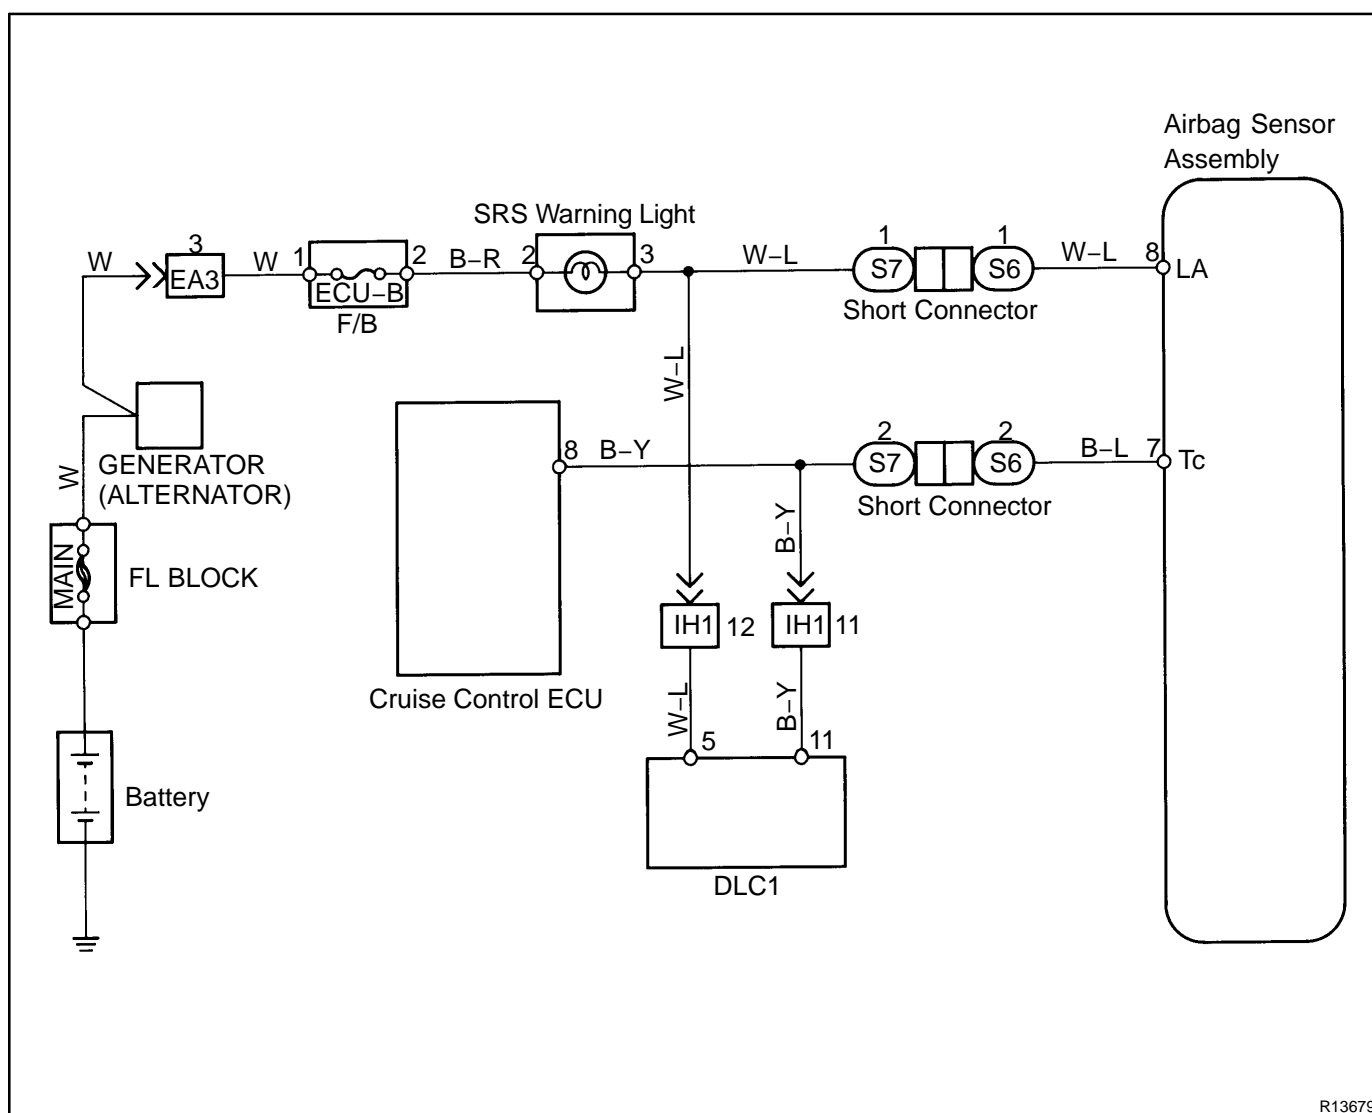 Airbag Sensor
Assembly
SRS Warning Light
W
3
EA3
W
1
2
ECU-B
F/B
B-R
2
3
W-L
1
S7
1
S6
Short Connector
W-L
8
LA
W-L
GENERATOR
(ALTERNATOR)
W
MAIN
FL BLOCK
8
B-Y
2
S7
2
S6
Short Connector
B-L
7
Tc
B-Y
IH1
12
IH1
11
Cruise Control ECU
W-L
B-Y
5
11
DLC1
Battery
R13679